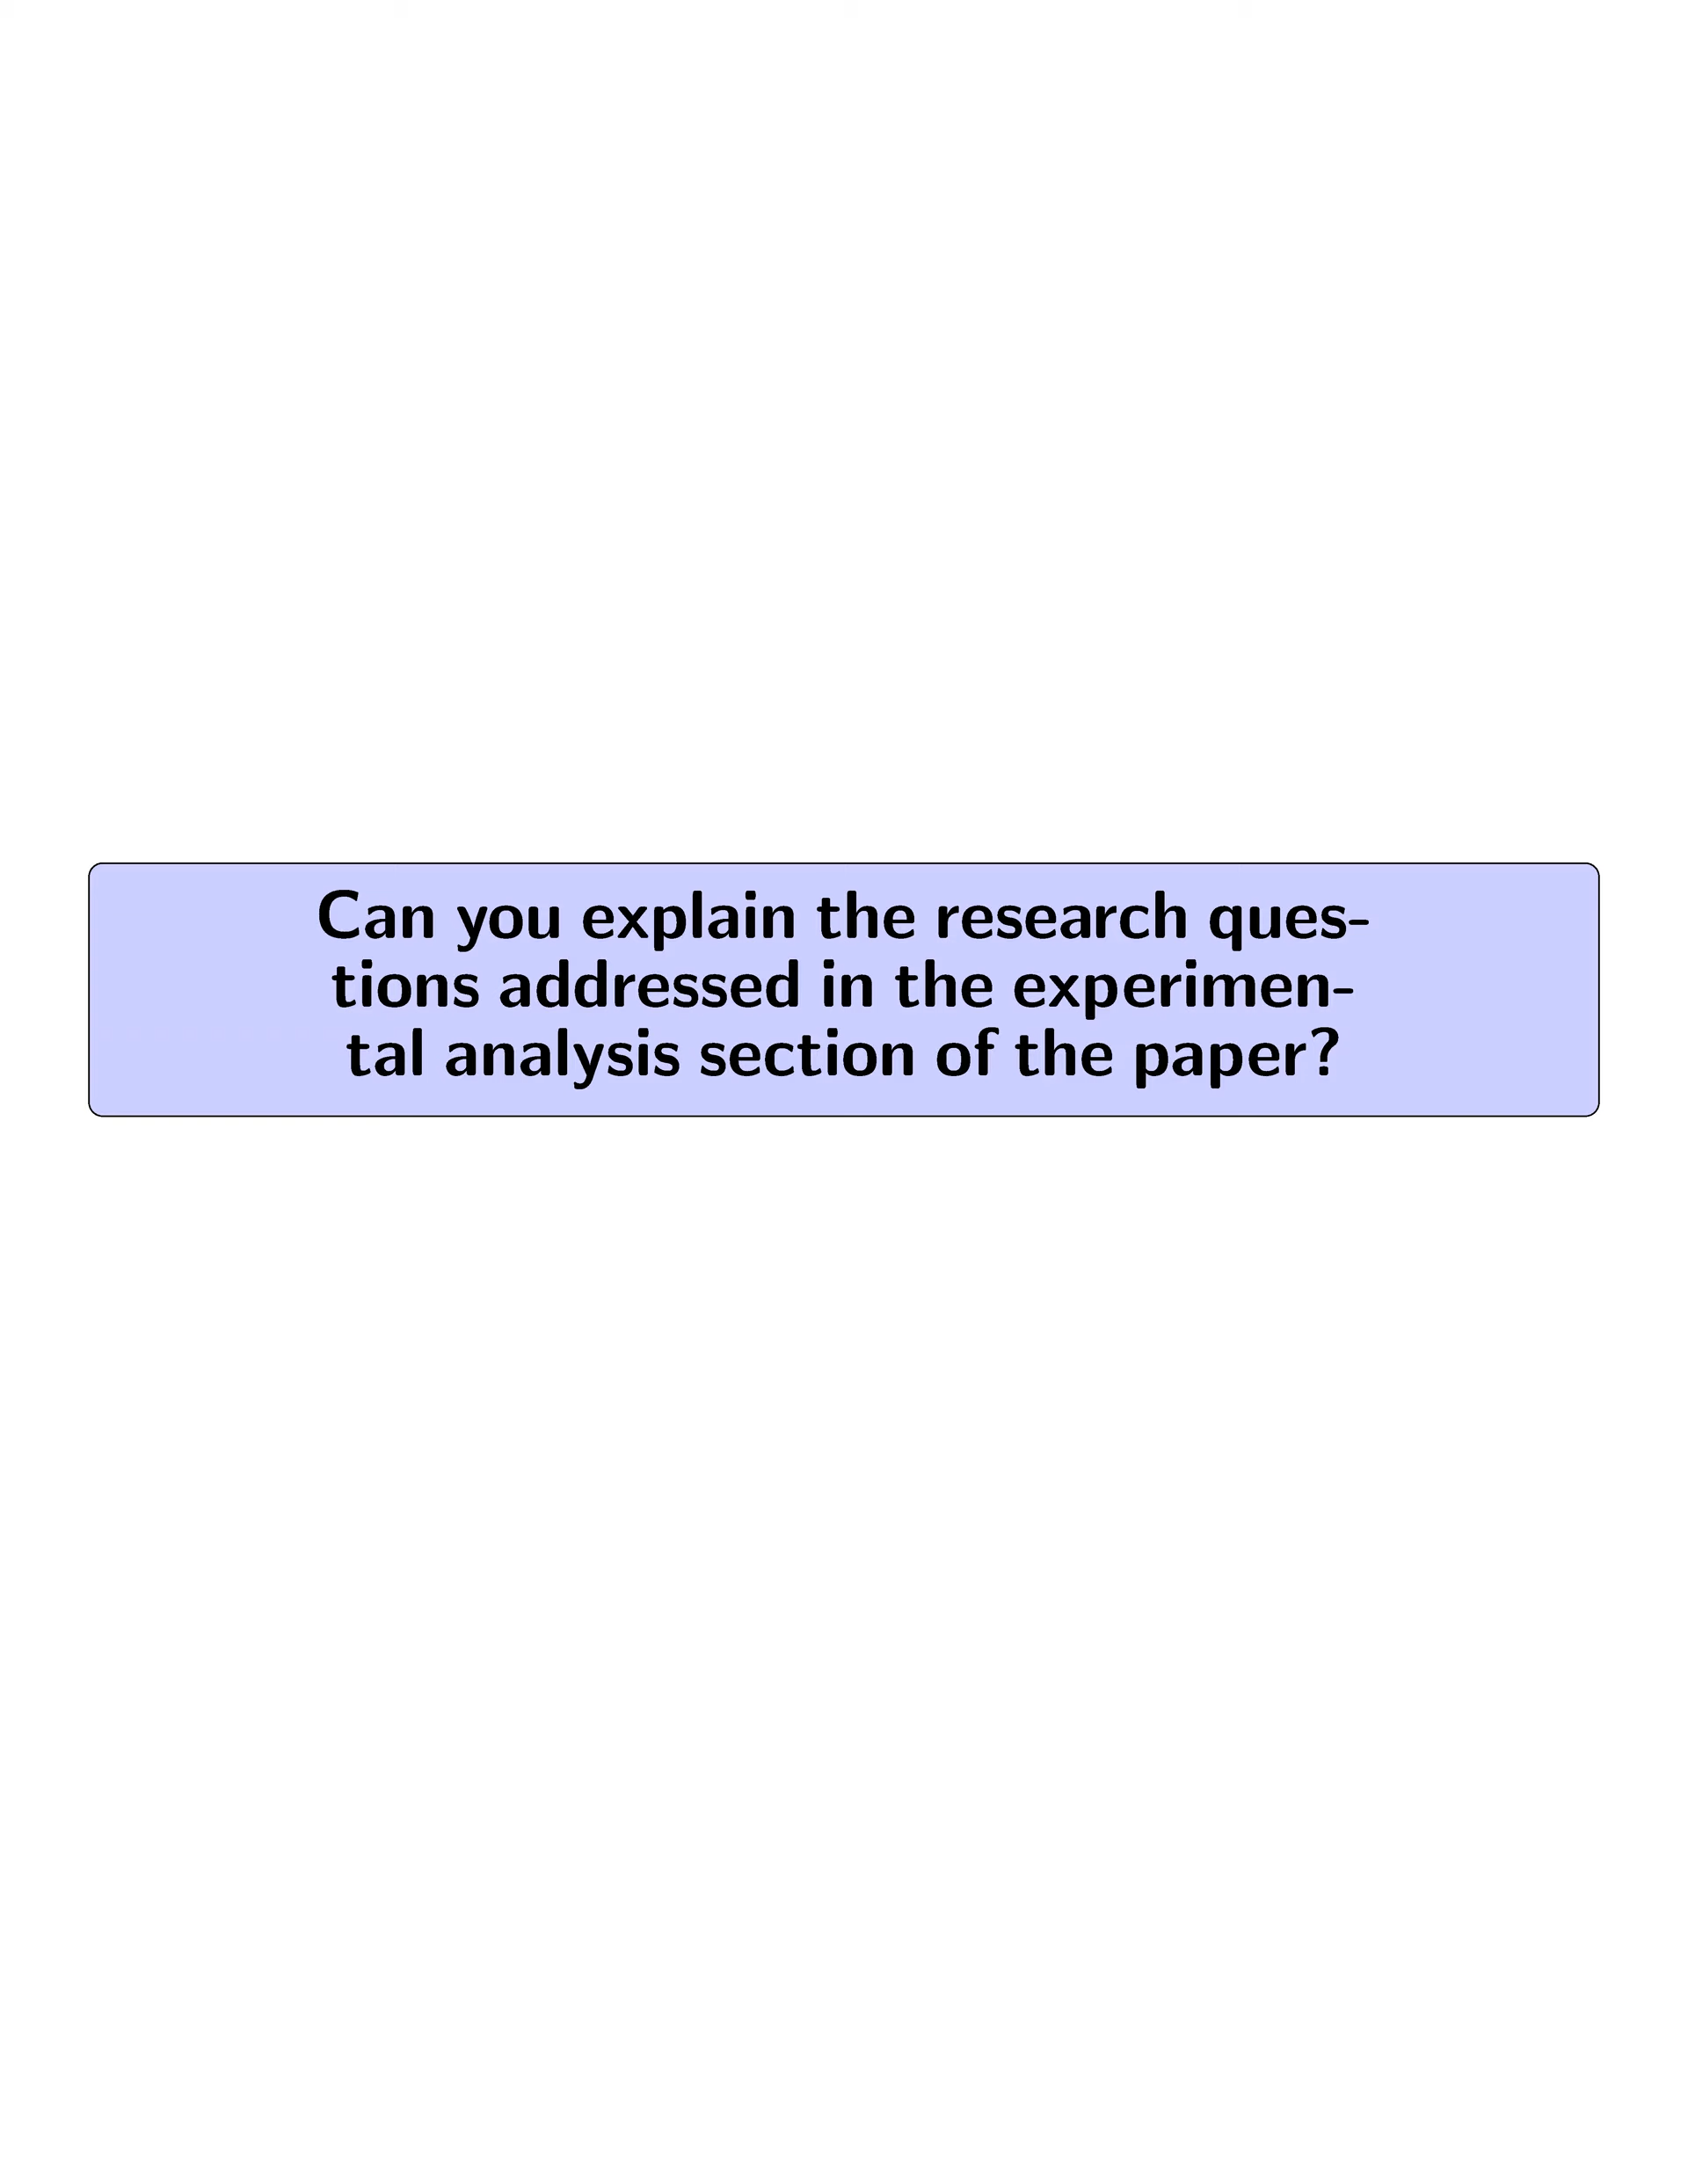 Can you explain the research ques-
tions addressed in the experimen-
tal analysis section of the paper?